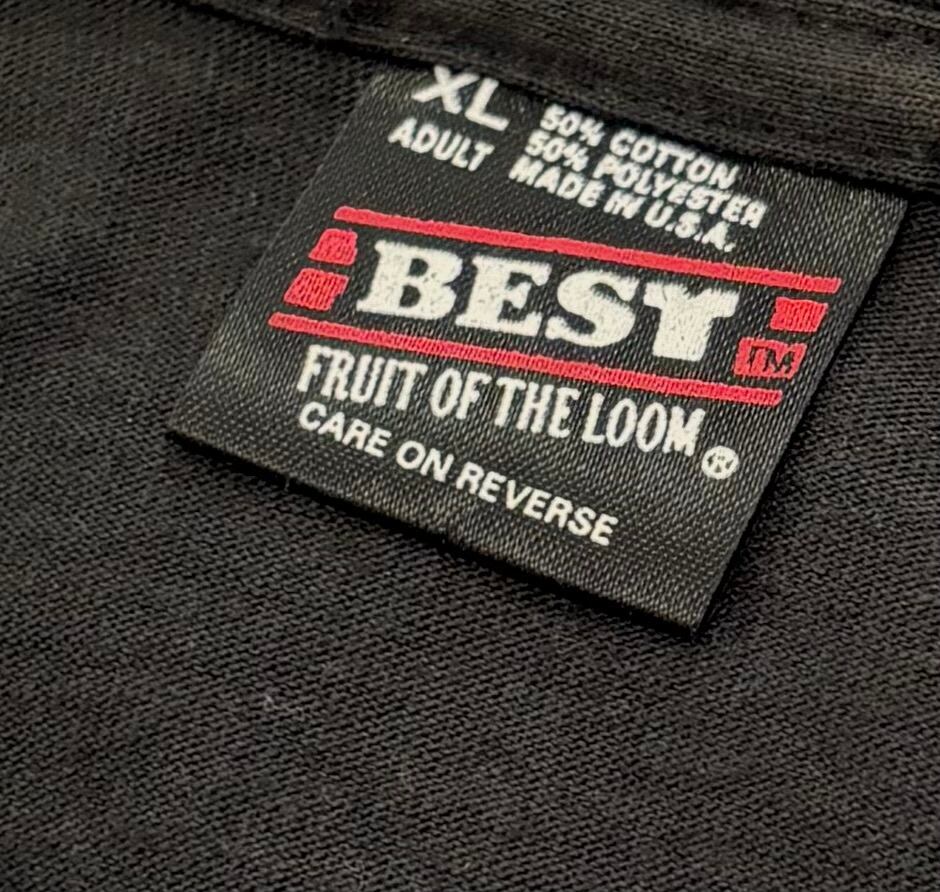 XL
ADULT
50% COTTON
50% POLYESTER
MADE IN U.S.A.
BEST
TM
FRUIT OF THE LOOM
®
CARE ON REVERSE